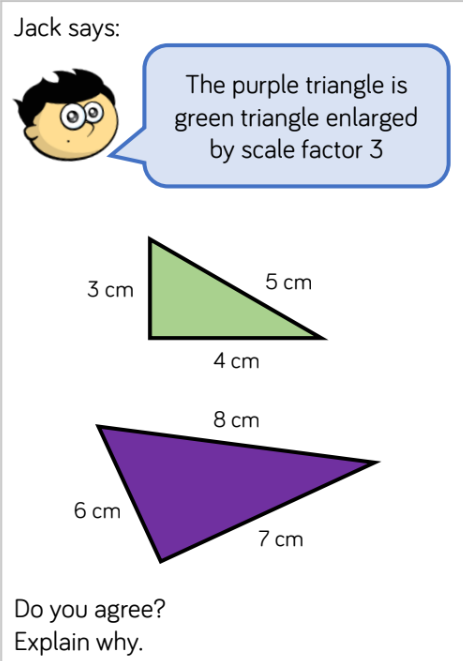 Jack says:
The purple triangle is
green triangle enlarged
by scale factor 3
3 cm
5 cm
4 cm
8 cm
6 cm
7 cm
Do you agree?
Explain why.